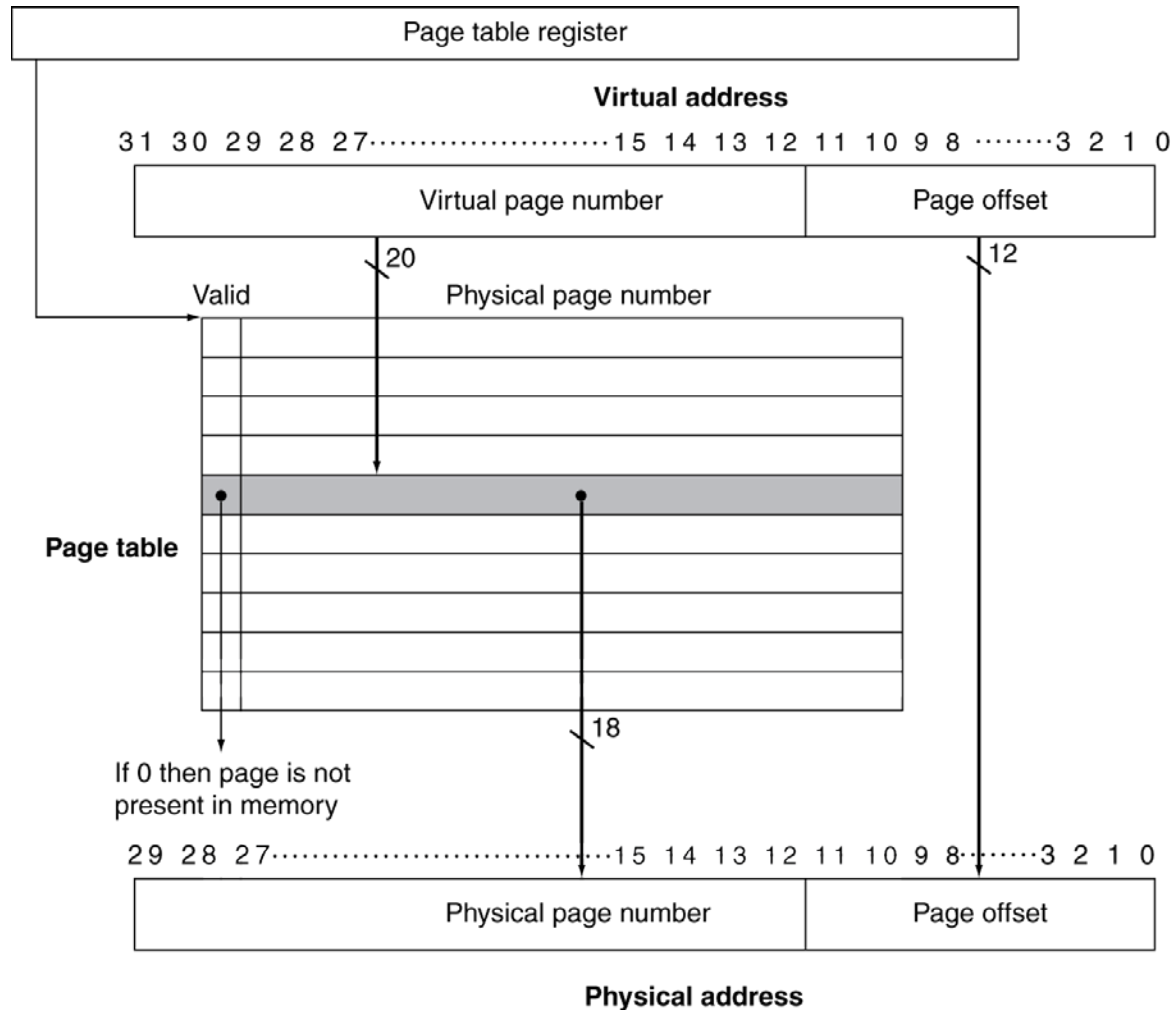 Page table register
Virtual address
31 30 29 28 27·······················15 14 13 12 11 10 9 8 ········3 2 1 0
Virtual page number Page offset
20 12
Valid Physical page number
Page table
18
If 0 then page is not
present in memory
29 28 27·································15 14 13 12 11 10 9 8········3 2 1 0
Physical page number Page offset
Physical address